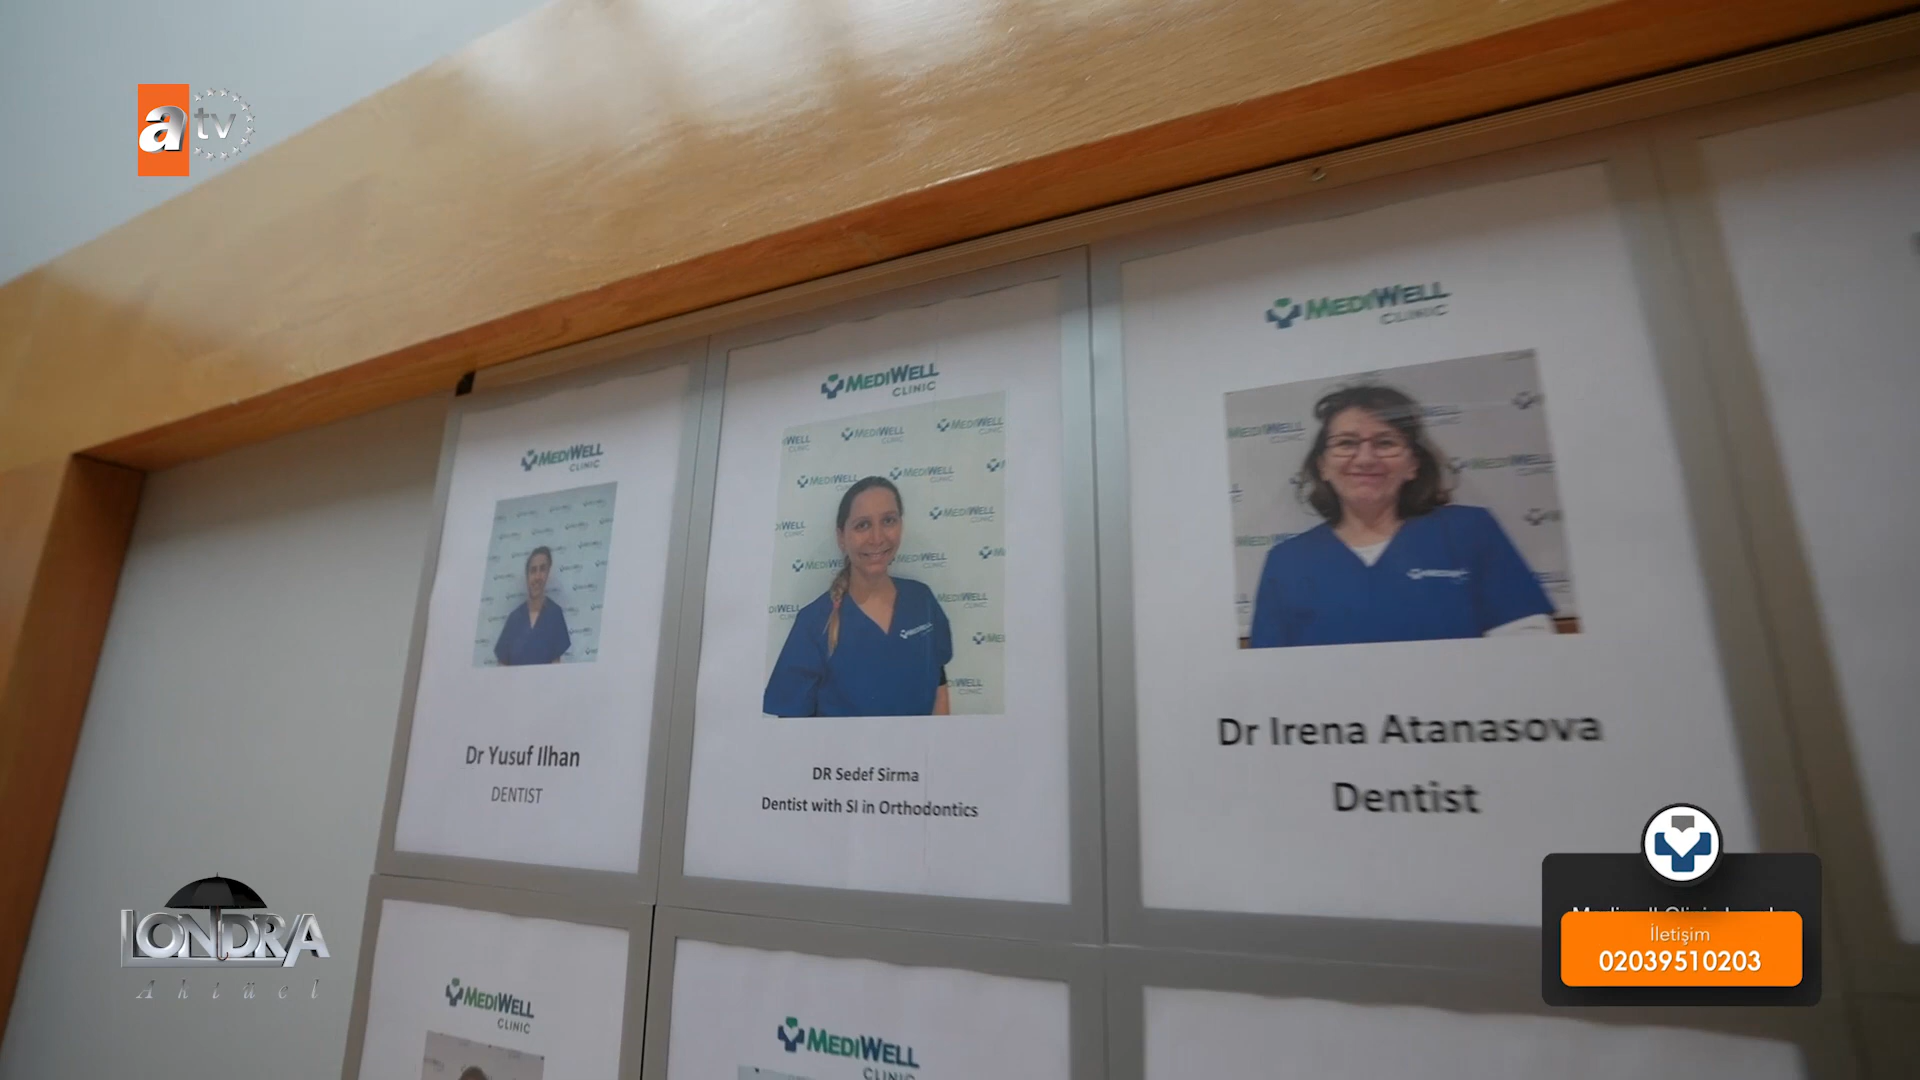 a tv
MEDIWELL
CLINIC
Dr Yusuf Ilhan
DENTIST
MEDIWELL
CLINIC
DR Sedef Sirma
Dentist with SI in Orthodontics
MEDIWELL
CLINIC
Dr Irena Atanasova
Dentist
MEDIWELL
CLINIC
MEDIWELL
CLINIC
LONDRA
Aktüel
İletişim
02039510203